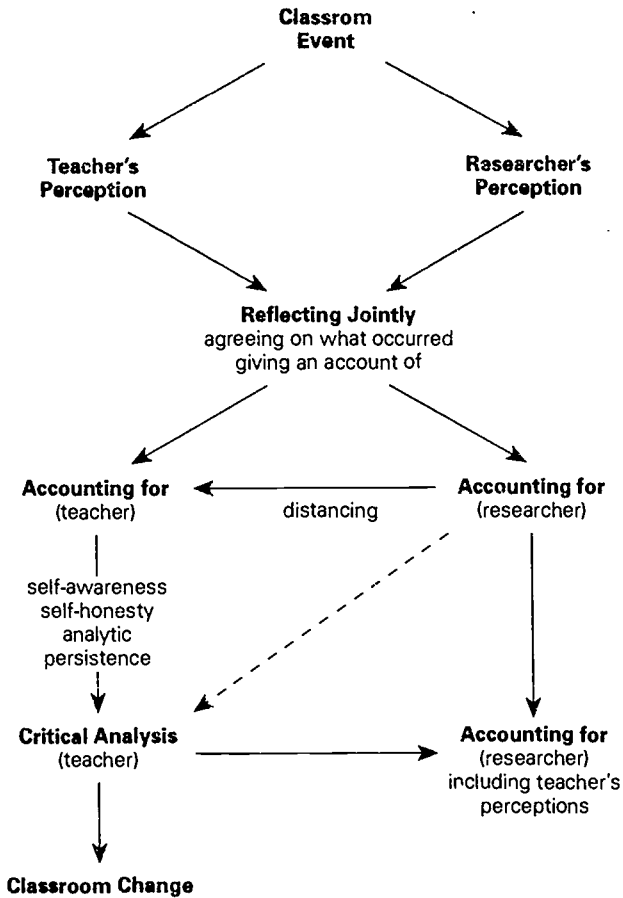 Classrom
Event
Teacher's
Perception
Rasearcher's
Perception
Reflecting Jointly
agreeing on what occurred
giving an account of
Accounting for
(teacher)
distancing
Accounting for
(researcher)
self-awareness
self-honesty
analytic
persistence
Critical Analysis
(teacher)
Accounting for
(researcher)
including teacher's
perceptions
Classroom Change